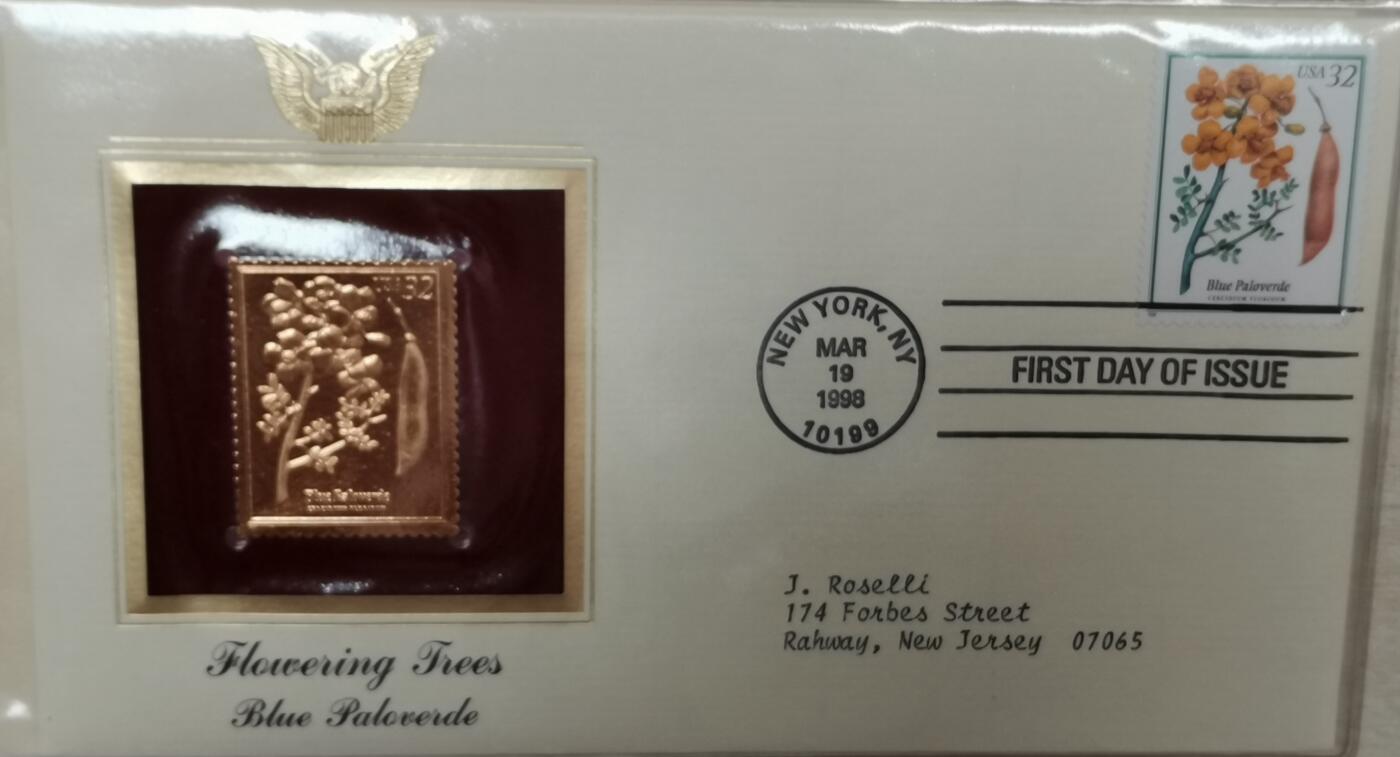 USA 32
Blue Paloverde
USA 32
Blue Paloverde
NEW YORK, NY
MAR
19
1998
10199
FIRST DAY OF ISSUE
J. Roselli
174 Forbes Street
Rahway, New Jersey 07065
Flowering Trees
Blue Paloverde